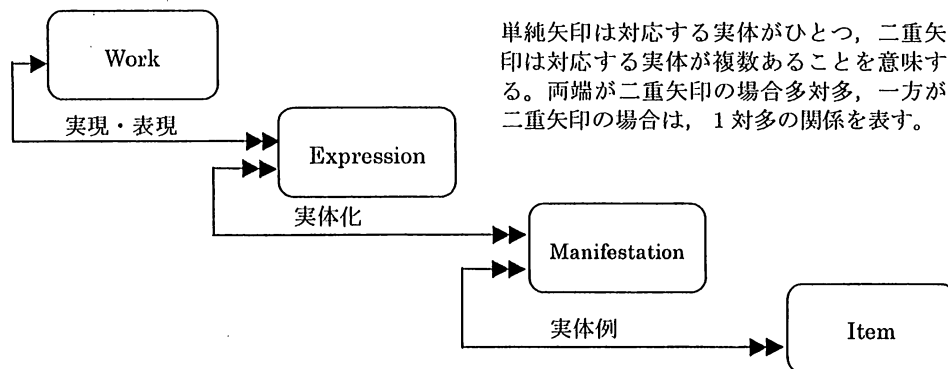 Work
単純矢印は対応する実体がひとつ，二重矢
印は対応する実体が複数あることを意味す
る。両端が二重矢印の場合多対多，一方が
二重矢印の場合は，1対多の関係を表す。
実現・表現
Expression
実体化
Manifestation
実体例
Item